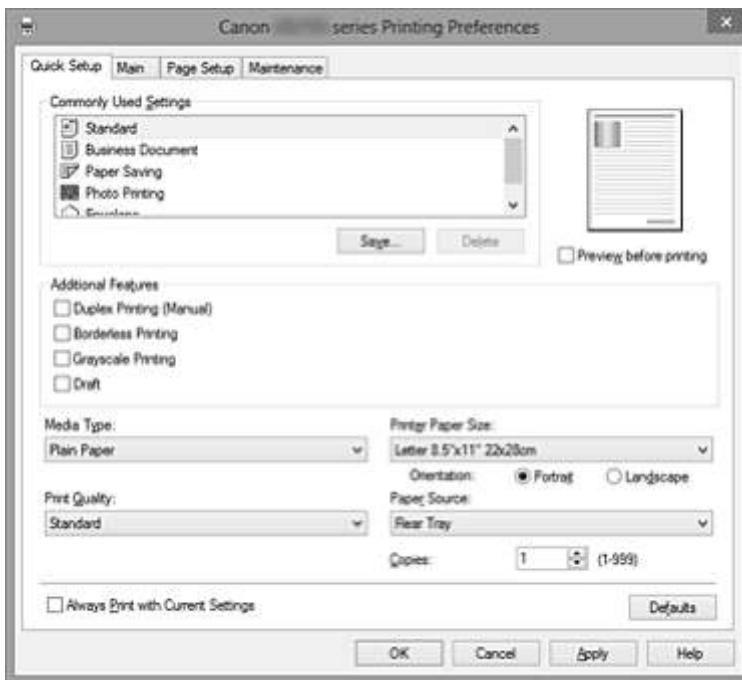 Canon series Printing Preferences
Quick Setup Main Page Setup Maintenance
Commonly Used Settings
Standard
Business Document
Paper Saving
Photo Printing
Envelope
Save... Delete
Preview before printing
Additional Features
Duplex Printing (Manual)
Borderless Printing
Grayscale Printing
Draft
Media Type: Printer Paper Size:
Plain Paper Letter 8.5"x11" 22x28cm
Orientation: Portrait Landscape
Print Quality: Paper Source:
Standard Rear Tray
Copies: 1 (1-999)
Always Print with Current Settings Defaults
OK Cancel Apply Help